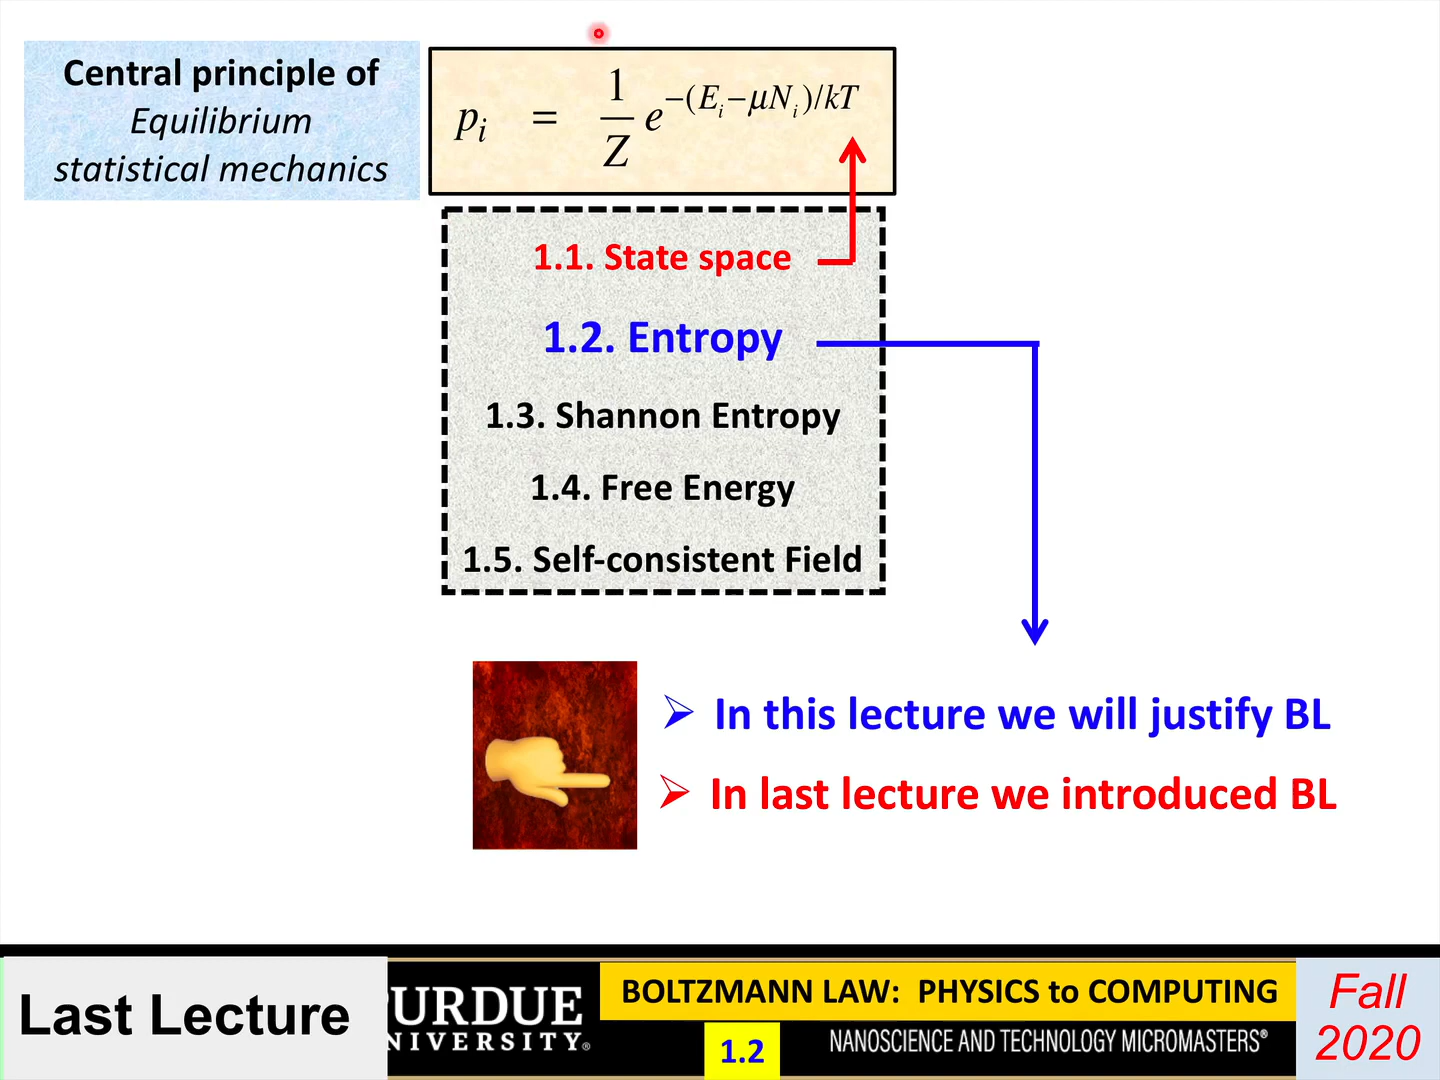 Central principle of
Equilibrium
statistical mechanics
p_i = 1/Z e^{-(E_i-μN_i)/kT}
1.1. State space
1.2. Entropy
1.3. Shannon Entropy
1.4. Free Energy
1.5. Self-consistent Field
➢ In this lecture we will justify BL
➢ In last lecture we introduced BL
Last Lecture
PURDUE
UNIVERSITY®
BOLTZMANN LAW: PHYSICS to COMPUTING
1.2
NANOSCIENCE AND TECHNOLOGY MICROMASTERS®
Fall
2020